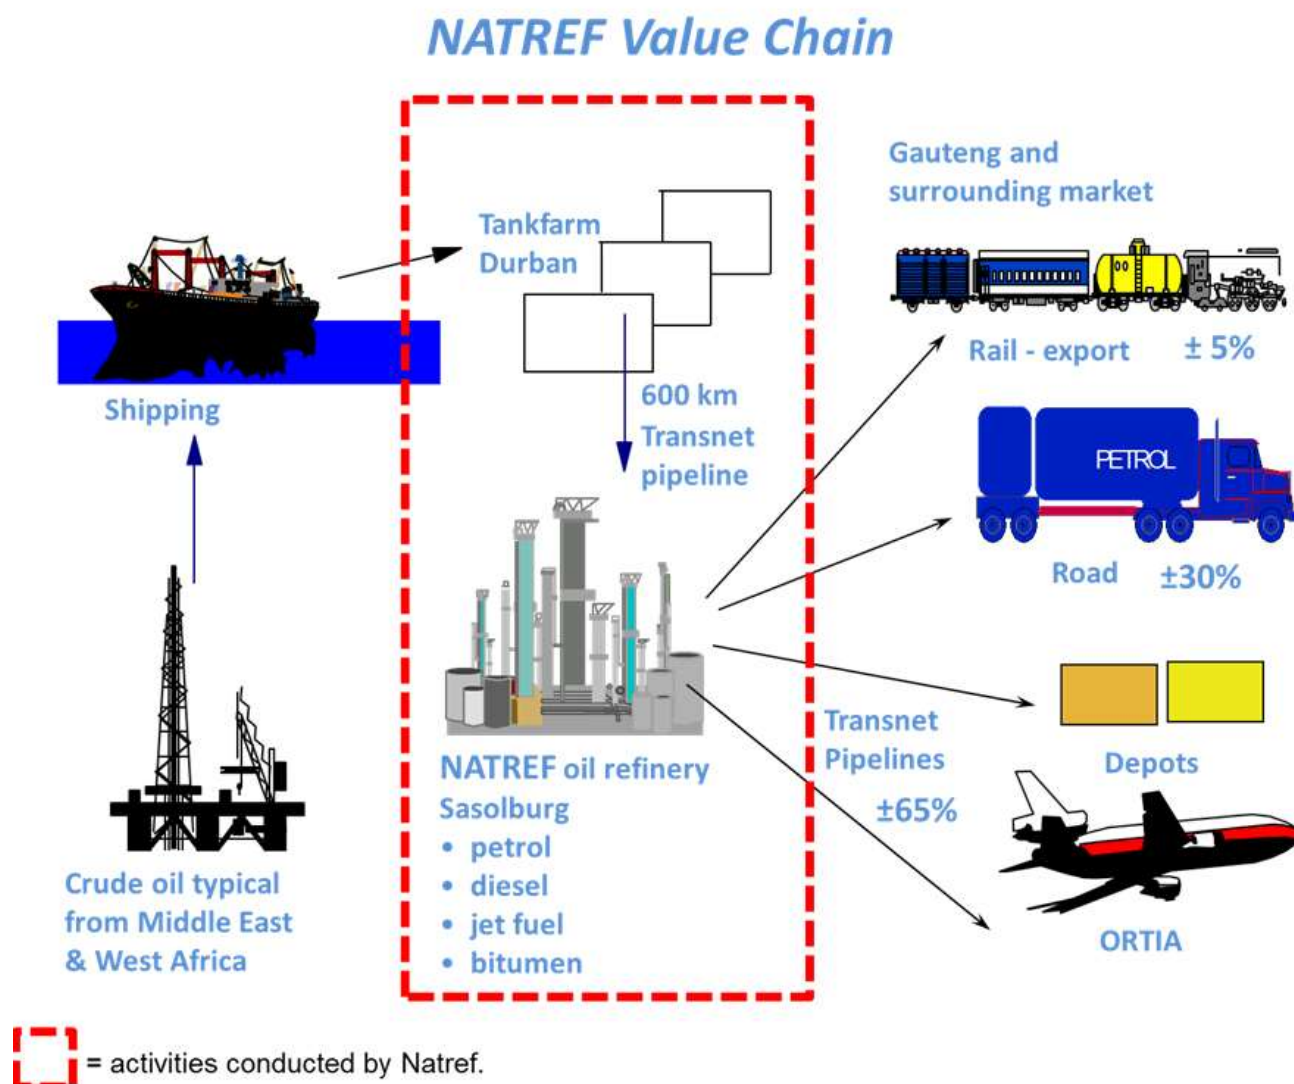 NATREF Value Chain
Gauteng and
surrounding market
Tankfarm
Durban
Rail - export ± 5%
Shipping
600 km
Transnet
pipeline
PETROL
Road ±30%
Transnet
Pipelines
±65%
Depots
NATREF oil refinery
Sasolburg
• petrol
• diesel
• jet fuel
• bitumen
Crude oil typical
from Middle East
& West Africa
ORTIA
= activities conducted by Natref.